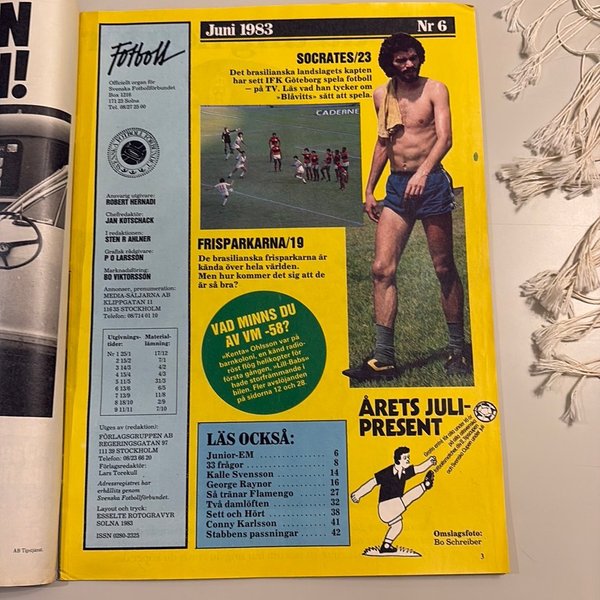 N
!
AB Tipstjänst.
Fotboll
Officiellt organ för
Svenska Fotbollförbundet
Box 1216
171 23 Solna
Tel. 08/27 25 00
SVENSKA FOTBOLLFÖRBUNDET
Ansvarig utgivare:
ROBERT HERNADI
Chefredaktör:
JAN KOTSCHACK
I redaktionen:
STEN R AHLNER
Grafisk rådgivare:
P O LARSSON
Marknadsföring:
BO VIKTORSSON
Annonser, prenumeration:
MEDIA-SÄLJARNA AB
KLIPPGATAN 11
116 35 STOCKHOLM
Telefon: 08/714 01 10
Utgivnings- Material-
tider: lämning:
Nr 1 25/1 17/12
2 15/2 7/1
3 14/3 4/2
4 15/4 4/3
5 11/5 31/3
6 13/6 6/5
7 13/9 11/8
8 18/10 2/9
9 11/11 7/10
Utges av (redaktion):
FÖRLAGSGRUPPEN AB
REGERINGSGATAN 97
111 39 STOCKHOLM
Telefon: 08/23 66 20
Förlagsredaktör:
Lars Torekull
Adressregistret har
erhållits genom
Svenska Fotbollförbundet.
Layout och tryck:
ESSELTE ROTOGRAVYR
SOLNA 1983
ISSN 0280-2325
Juni 1983 Nr 6
SOCRATES/23
Det brasilianska landslagets kapten
har sett IFK Göteborg spela fotboll
— på TV. Läs vad han tycker om
»Blåvitts» sätt att spela.
CADERNE
FRISPARKARNA/19
De brasilianska frisparkarna är
kända över hela världen.
Men hur kommer det sig att de
är så bra?
VAD MINNS DU
AV VM -58?
»Kenta» Ohlsson var på
barnkoloni, en känd radio-
röst flög helikopter för
första gången. »Lill-Babs»
hade storfrämmande i
bilen. Fler avslöjanden
på sidorna 12 och 28.
LÄS OCKSÅ:
Junior-EM 6
33 frågor 8
Kalle Svensson 14
George Raynor 16
Så tränar Flamengo 27
Två damlöften 32
Sett och Hört 38
Conny Karlsson 41
Stabbens passningar 42
ÅRETS JULI-
PRESENT
Omslagsfoto:
Bo Schreiber
3